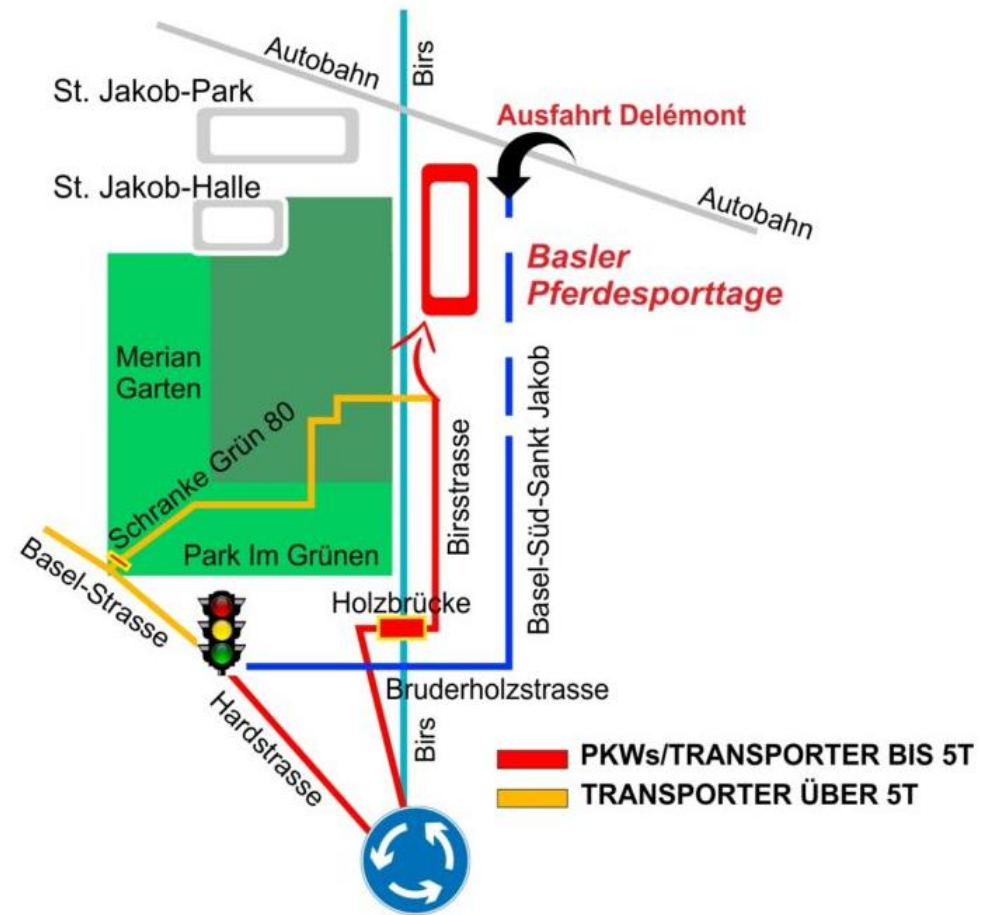 Autobahn
Birs
St. Jakob-Park
Ausfahrt Delémont
St. Jakob-Halle
Autobahn
Basler
Pferdesporttage
Merian
Garten
Schranke Grün 80
Birsstrasse
Basel-Süd-Sankt Jakob
Park Im Grünen
Basel-Strasse
Holzbrücke
Bruderholzstrasse
Hardstrasse
Birs
PKWs/TRANSPORTER BIS 5T
TRANSPORTER ÜBER 5T